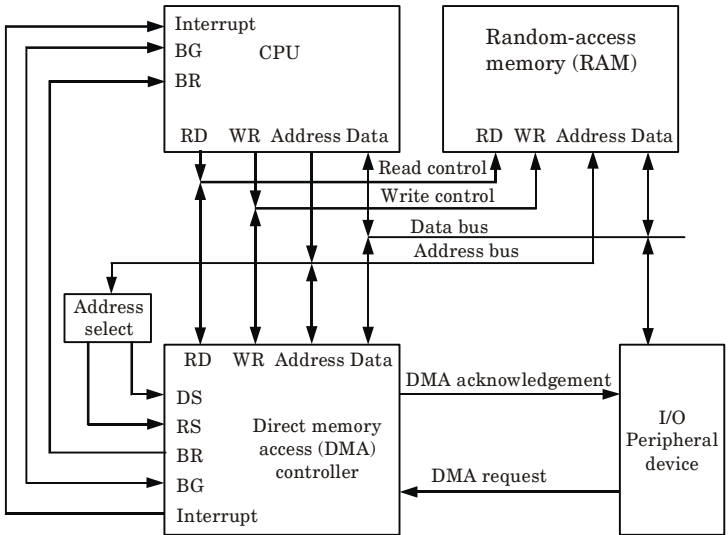 Interrupt
BG
CPU
BR
RD WR Address Data
Random-access
memory (RAM)
RD WR Address Data
Read control
Write control
Data bus
Address bus
Address
select
RD WR Address Data
DS
RS
BR
BG
Interrupt
Direct memory
access (DMA)
controller
DMA acknowledgement
DMA request
I/O
Peripheral
device